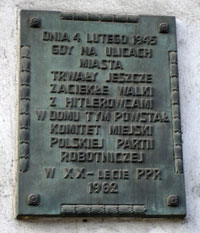 DNIA 4 LUTEGO 1945
GDY NA ULICACH
MIASTA
TRWAŁY JESZCZE
ZACIEKŁE WALKI
Z HITLEROWCAMI
W DOMU TYM POWSTAŁ
KOMITET MIEJSKI
POLSKIEJ PARTII
ROBOTNICZEJ
W XX-LECIE PPR
1962